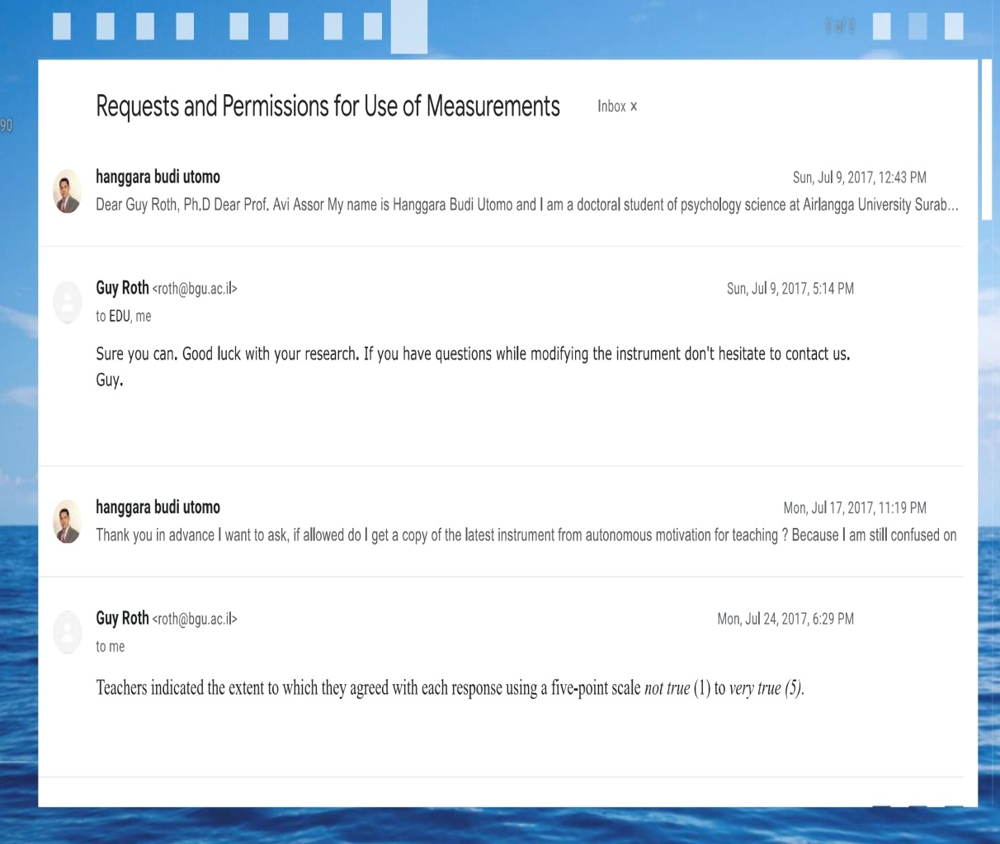 Requests and Permissions for Use of Measurements Inbox ×
90
hanggara budi utomo Sun, Jul 9, 2017, 12:43 PM
Dear Guy Roth, Ph.D Dear Prof. Avi Assor My name is Hanggara Budi Utomo and I am a doctoral student of psychology science at Airlangga University Surab...
Guy Roth <roth@bgu.ac.il> Sun, Jul 9, 2017, 5:14 PM
to EDU, me
Sure you can. Good luck with your research. If you have questions while modifying the instrument don't hesitate to contact us.
Guy.
hanggara budi utomo Mon, Jul 17, 2017, 11:19 PM
Thank you in advance I want to ask, if allowed do I get a copy of the latest instrument from autonomous motivation for teaching ? Because I am still confused on
Guy Roth <roth@bgu.ac.il> Mon, Jul 24, 2017, 6:29 PM
to me
Teachers indicated the extent to which they agreed with each response using a five-point scale not true (1) to very true (5).